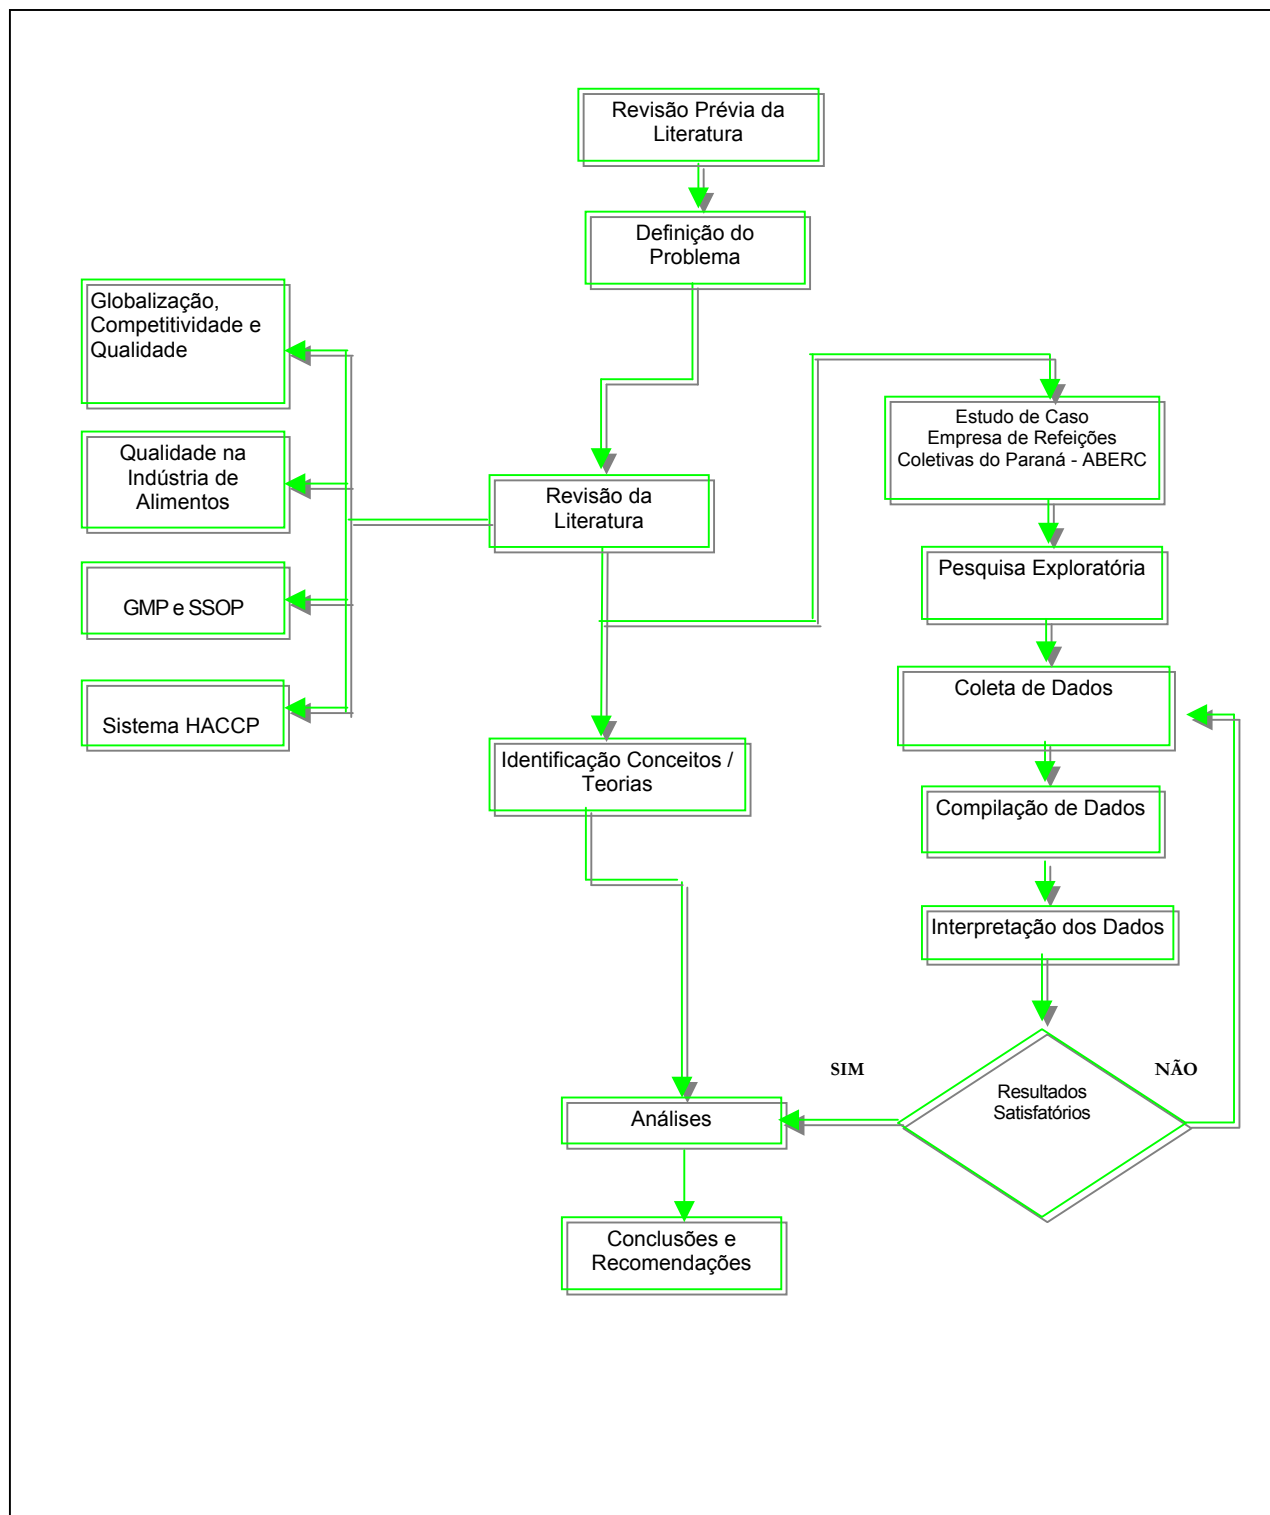 Revisão Prévia da
Literatura
Definição do
Problema
Globalização,
Competitividade e
Qualidade
Qualidade na
Indústria de
Alimentos
GMP e SSOP
Sistema HACCP
Revisão da
Literatura
Identificação Conceitos /
Teorias
Estudo de Caso
Empresa de Refeições
Coletivas do Paraná - ABERC
Pesquisa Exploratória
Coleta de Dados
Compilação de Dados
Interpretação dos Dados
SIM
NÃO
Resultados
Satisfatórios
Análises
Conclusões e
Recomendações